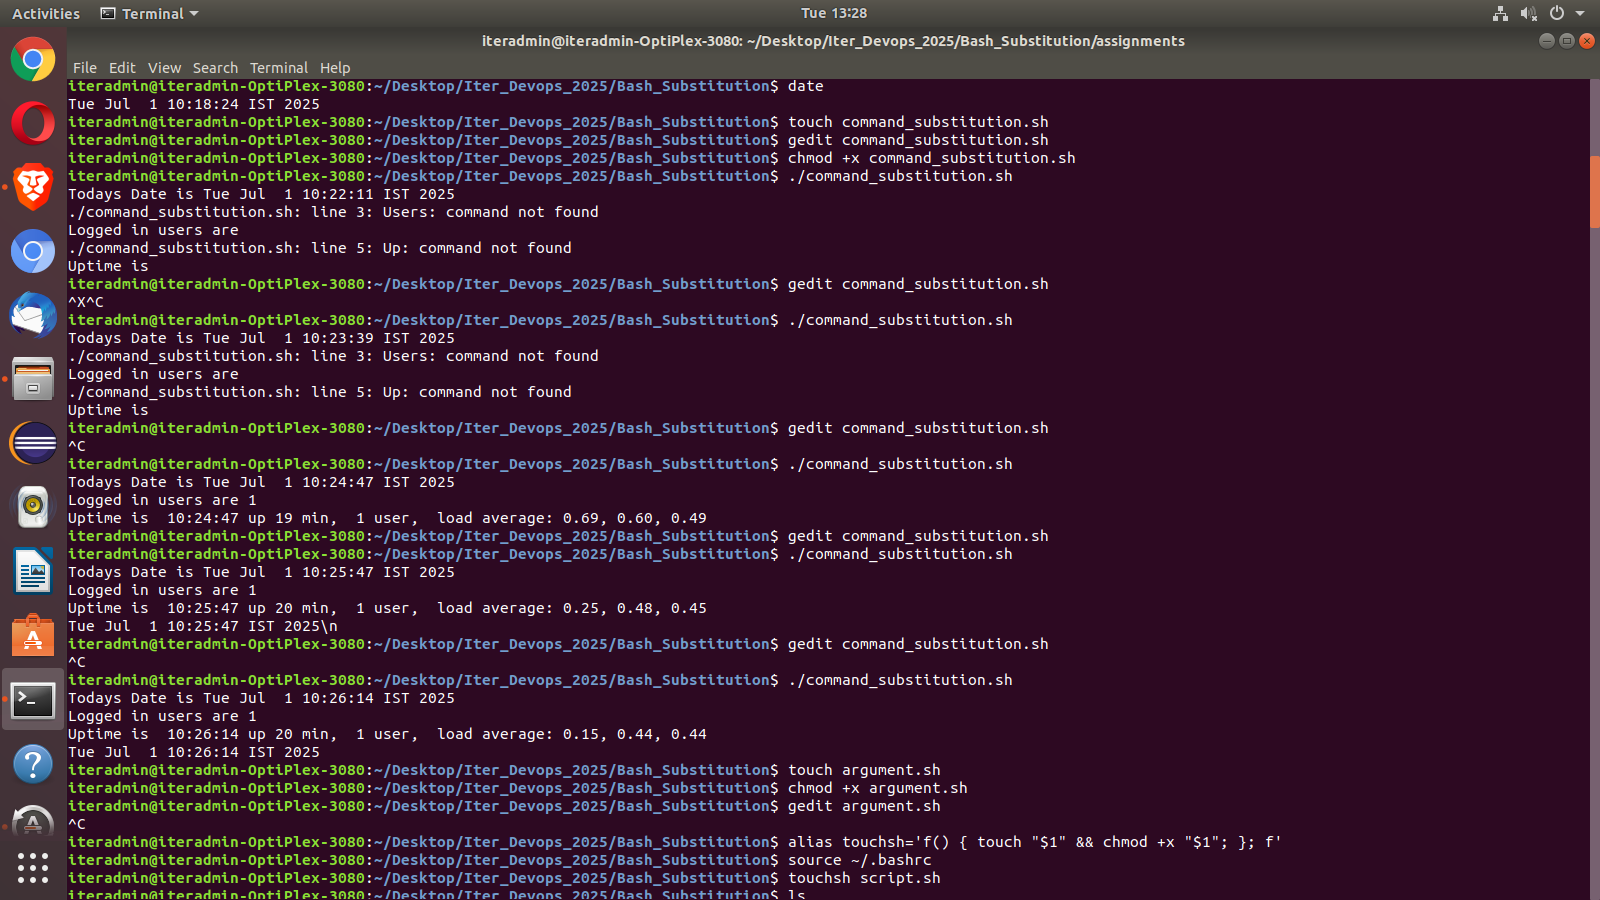 Activities Terminal Tue 13:28
iteradmin@iteradmin-OptiPlex-3080: ~/Desktop/Iter_Devops_2025/Bash_Substitution/assignments
File Edit View Search Terminal Help
iteradmin@iteradmin-OptiPlex-3080:~/Desktop/Iter_Devops_2025/Bash_Substitution$ date
Tue Jul  1 10:18:24 IST 2025
iteradmin@iteradmin-OptiPlex-3080:~/Desktop/Iter_Devops_2025/Bash_Substitution$ touch command_substitution.sh
iteradmin@iteradmin-OptiPlex-3080:~/Desktop/Iter_Devops_2025/Bash_Substitution$ gedit command_substitution.sh
iteradmin@iteradmin-OptiPlex-3080:~/Desktop/Iter_Devops_2025/Bash_Substitution$ chmod +x command_substitution.sh
iteradmin@iteradmin-OptiPlex-3080:~/Desktop/Iter_Devops_2025/Bash_Substitution$ ./command_substitution.sh
Todays Date is Tue Jul  1 10:22:11 IST 2025
./command_substitution.sh: line 3: Users: command not found
Logged in users are
./command_substitution.sh: line 5: Up: command not found
Uptime is
iteradmin@iteradmin-OptiPlex-3080:~/Desktop/Iter_Devops_2025/Bash_Substitution$ gedit command_substitution.sh
^X^C
iteradmin@iteradmin-OptiPlex-3080:~/Desktop/Iter_Devops_2025/Bash_Substitution$ ./command_substitution.sh
Todays Date is Tue Jul  1 10:23:39 IST 2025
./command_substitution.sh: line 3: Users: command not found
Logged in users are
./command_substitution.sh: line 5: Up: command not found
Uptime is
iteradmin@iteradmin-OptiPlex-3080:~/Desktop/Iter_Devops_2025/Bash_Substitution$ gedit command_substitution.sh
^C
iteradmin@iteradmin-OptiPlex-3080:~/Desktop/Iter_Devops_2025/Bash_Substitution$ ./command_substitution.sh
Todays Date is Tue Jul  1 10:24:47 IST 2025
Logged in users are 1
Uptime is  10:24:47 up 19 min,  1 user,  load average: 0.69, 0.60, 0.49
iteradmin@iteradmin-OptiPlex-3080:~/Desktop/Iter_Devops_2025/Bash_Substitution$ gedit command_substitution.sh
iteradmin@iteradmin-OptiPlex-3080:~/Desktop/Iter_Devops_2025/Bash_Substitution$ ./command_substitution.sh
Todays Date is Tue Jul  1 10:25:47 IST 2025
Logged in users are 1
Uptime is  10:25:47 up 20 min,  1 user,  load average: 0.25, 0.48, 0.45
Tue Jul  1 10:25:47 IST 2025\n
iteradmin@iteradmin-OptiPlex-3080:~/Desktop/Iter_Devops_2025/Bash_Substitution$ gedit command_substitution.sh
^C
iteradmin@iteradmin-OptiPlex-3080:~/Desktop/Iter_Devops_2025/Bash_Substitution$ ./command_substitution.sh
Todays Date is Tue Jul  1 10:26:14 IST 2025
Logged in users are 1
Uptime is  10:26:14 up 20 min,  1 user,  load average: 0.15, 0.44, 0.44
Tue Jul  1 10:26:14 IST 2025
iteradmin@iteradmin-OptiPlex-3080:~/Desktop/Iter_Devops_2025/Bash_Substitution$ touch argument.sh
iteradmin@iteradmin-OptiPlex-3080:~/Desktop/Iter_Devops_2025/Bash_Substitution$ chmod +x argument.sh
iteradmin@iteradmin-OptiPlex-3080:~/Desktop/Iter_Devops_2025/Bash_Substitution$ gedit argument.sh
^C
iteradmin@iteradmin-OptiPlex-3080:~/Desktop/Iter_Devops_2025/Bash_Substitution$ alias touchsh='f() { touch "$1" && chmod +x "$1"; }; f'
iteradmin@iteradmin-OptiPlex-3080:~/Desktop/Iter_Devops_2025/Bash_Substitution$ source ~/.bashrc
iteradmin@iteradmin-OptiPlex-3080:~/Desktop/Iter_Devops_2025/Bash_Substitution$ touchsh script.sh
iteradmin@iteradmin-OptiPlex-3080:~/Desktop/Iter_Devops_2025/Bash_Substitution$ ls